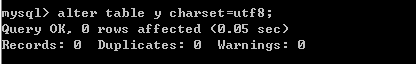 mysql> alter table y charset=utf8;
Query OK, 0 rows affected (0.05 sec)
Records: 0  Duplicates: 0  Warnings: 0